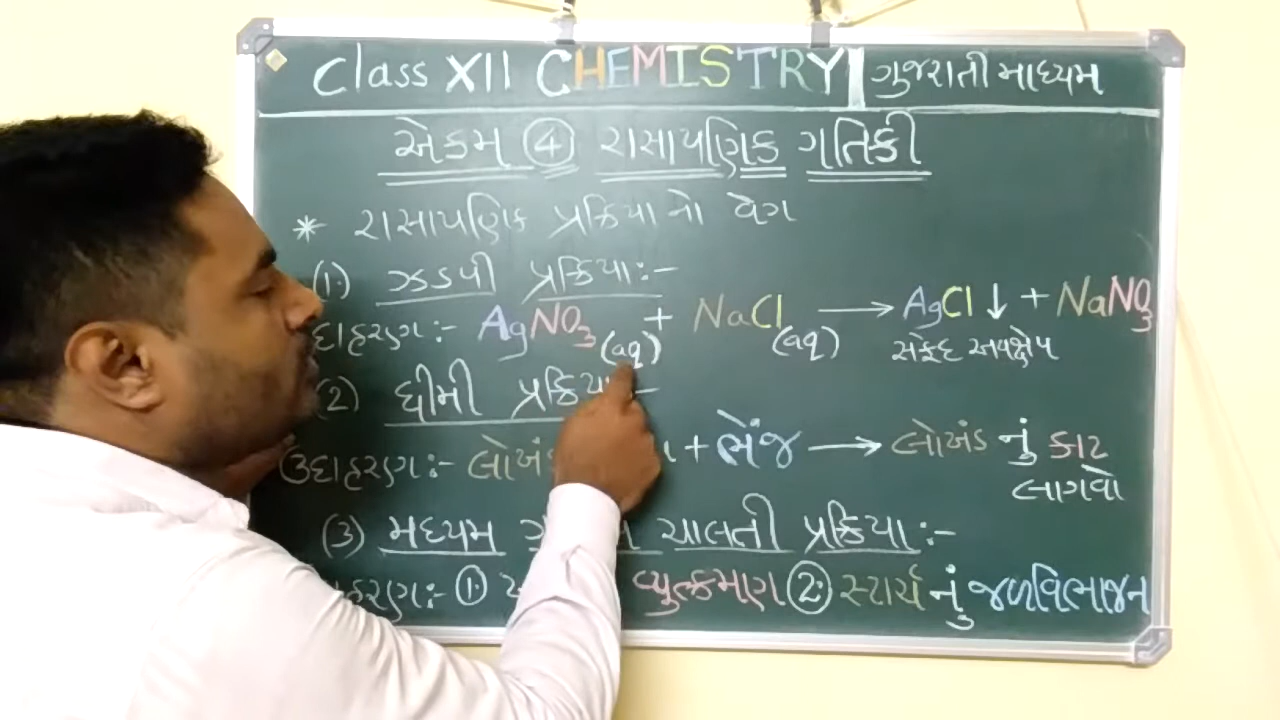 Class XII CHEMISTRY | ગુજરાતી માધ્યમ
એકમ ④ રાસાયણિક ગતિકી
* રાસાયણિક પ્રક્રિયાનો વેગ
(1) ઝડપી પ્રક્રિયા:-
ઉદાહરણ:- AgNO₃ (aq) + NaCl (aq) → AgCl ↓ + NaNO₃
સફેદ અવક્ષેપ
(2) ધીમી પ્રક્રિયા:-
ઉદાહરણ:- લોખંડ + ભેંજ → લોખંડ નું કાટ
લાગવો
(3) મધ્યમ ચાલતી પ્રક્રિયા:-
ઉદાહરણ:- ① વ્યુત્ક્રમાણ ② સ્ટાર્ચ નું જળવિભાજન